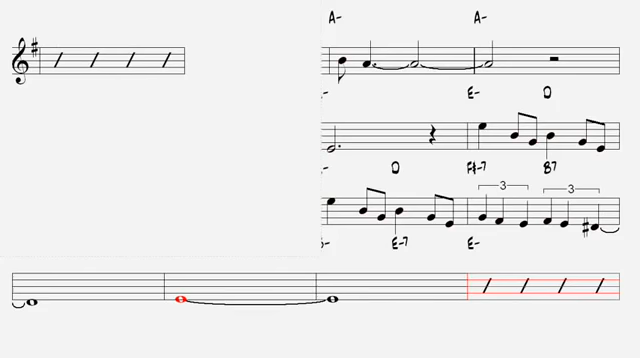 A- A-
E- D
D F#-7 B7
3 3
E-7 E-